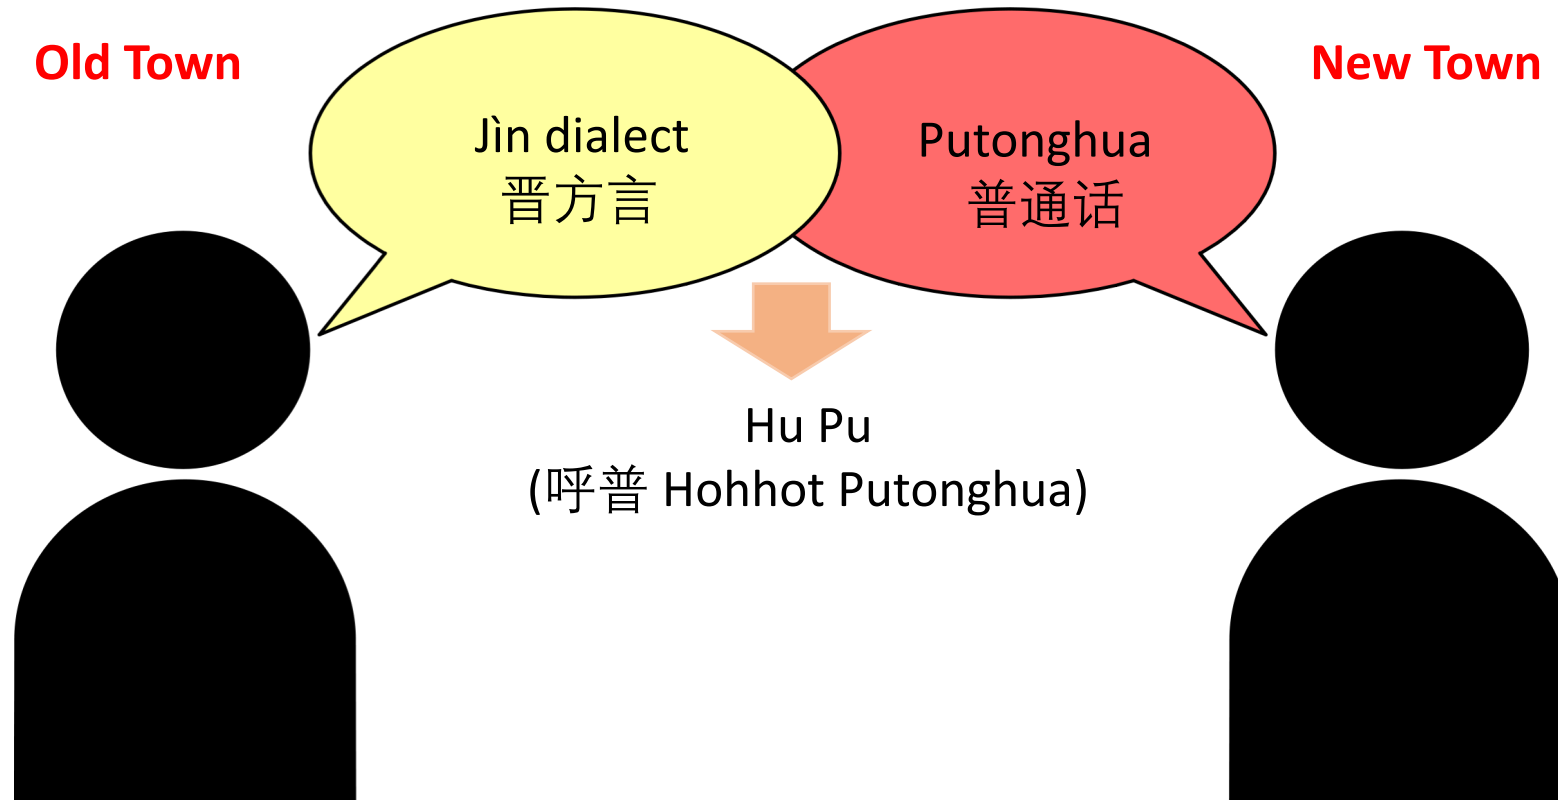 Old Town
New Town
Jìn dialect
晋方言
Putonghua
普通话
Hu Pu
(呼普 Hohhot Putonghua)